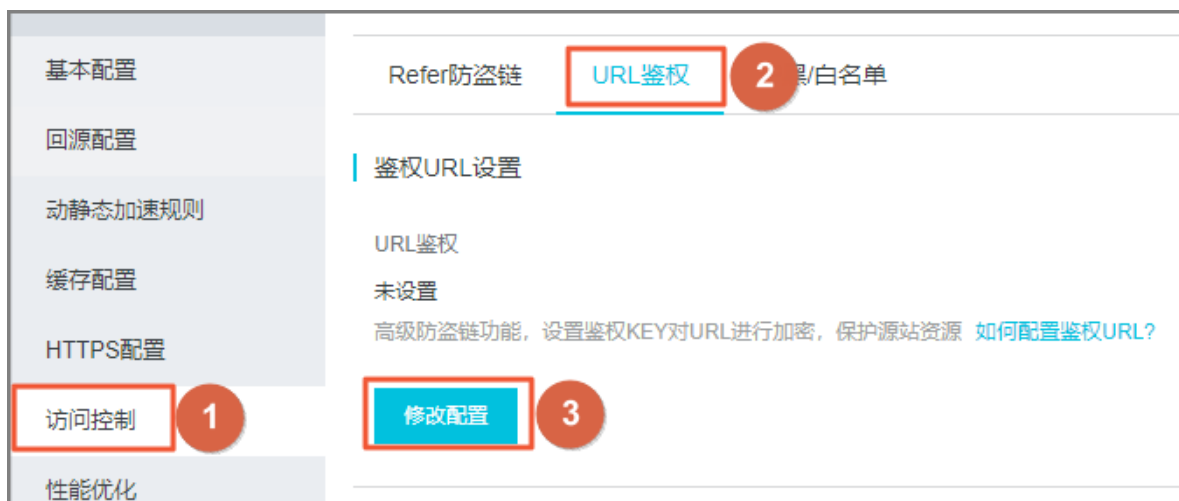 基本配置
回源配置
动静态加速规则
缓存配置
HTTPS配置
访问控制
1
性能优化
Refer防盗链
URL鉴权
2
黑/白名单
鉴权URL设置
URL鉴权
未设置
高级防盗链功能，设置鉴权KEY对URL进行加密，保护源站资源 如何配置鉴权URL?
修改配置
3